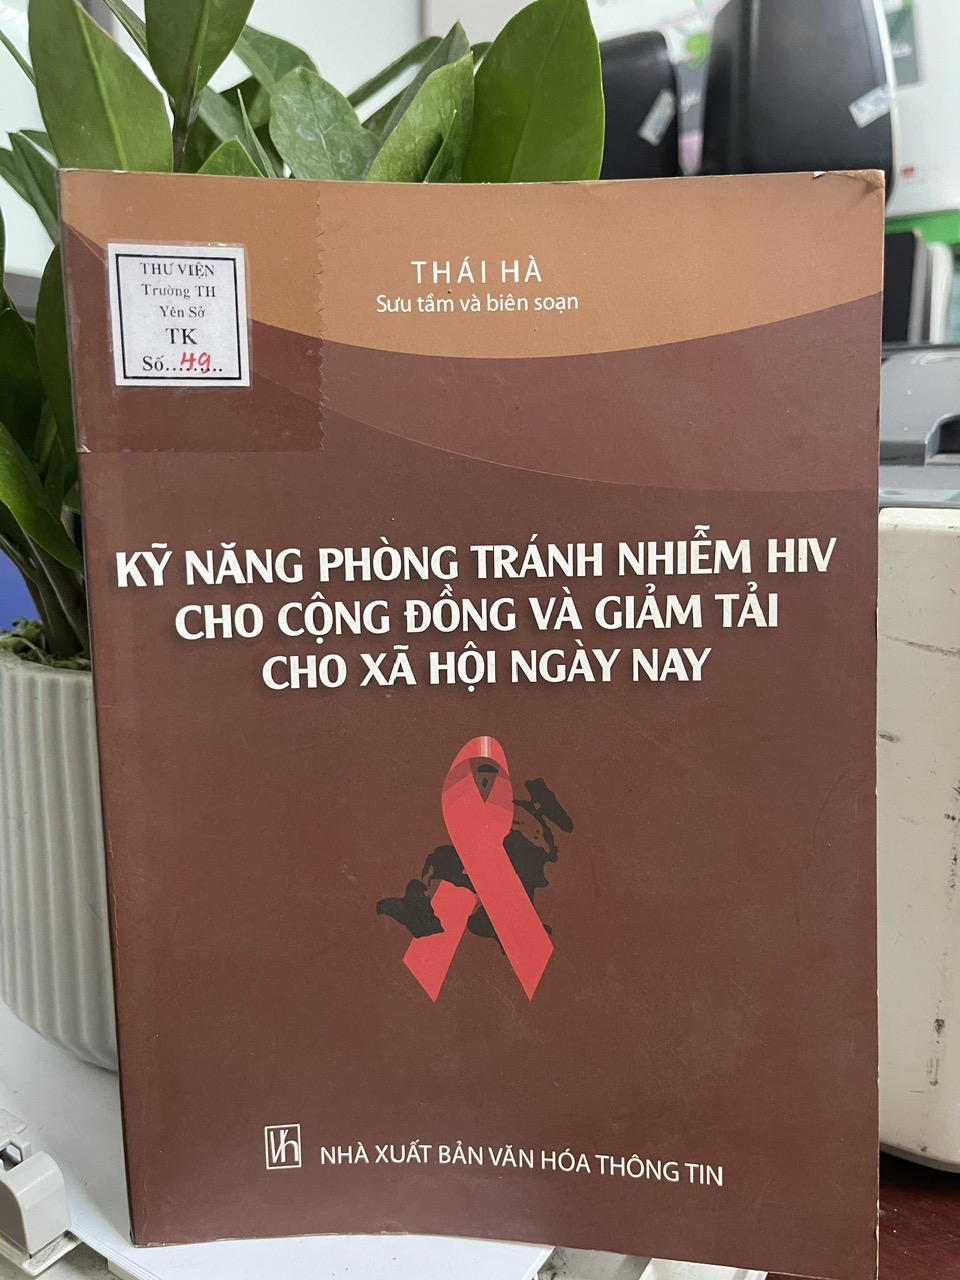 THƯ VIỆN
Trường TH
Yên Sở
TK
Số.........
49
THÁI HÀ
Sưu tầm và biên soạn
KỸ NĂNG PHÒNG TRÁNH NHIỄM HIV
CHO CỘNG ĐỒNG VÀ GIẢM TẢI
CHO XÃ HỘI NGÀY NAY
NHÀ XUẤT BẢN VĂN HÓA THÔNG TIN